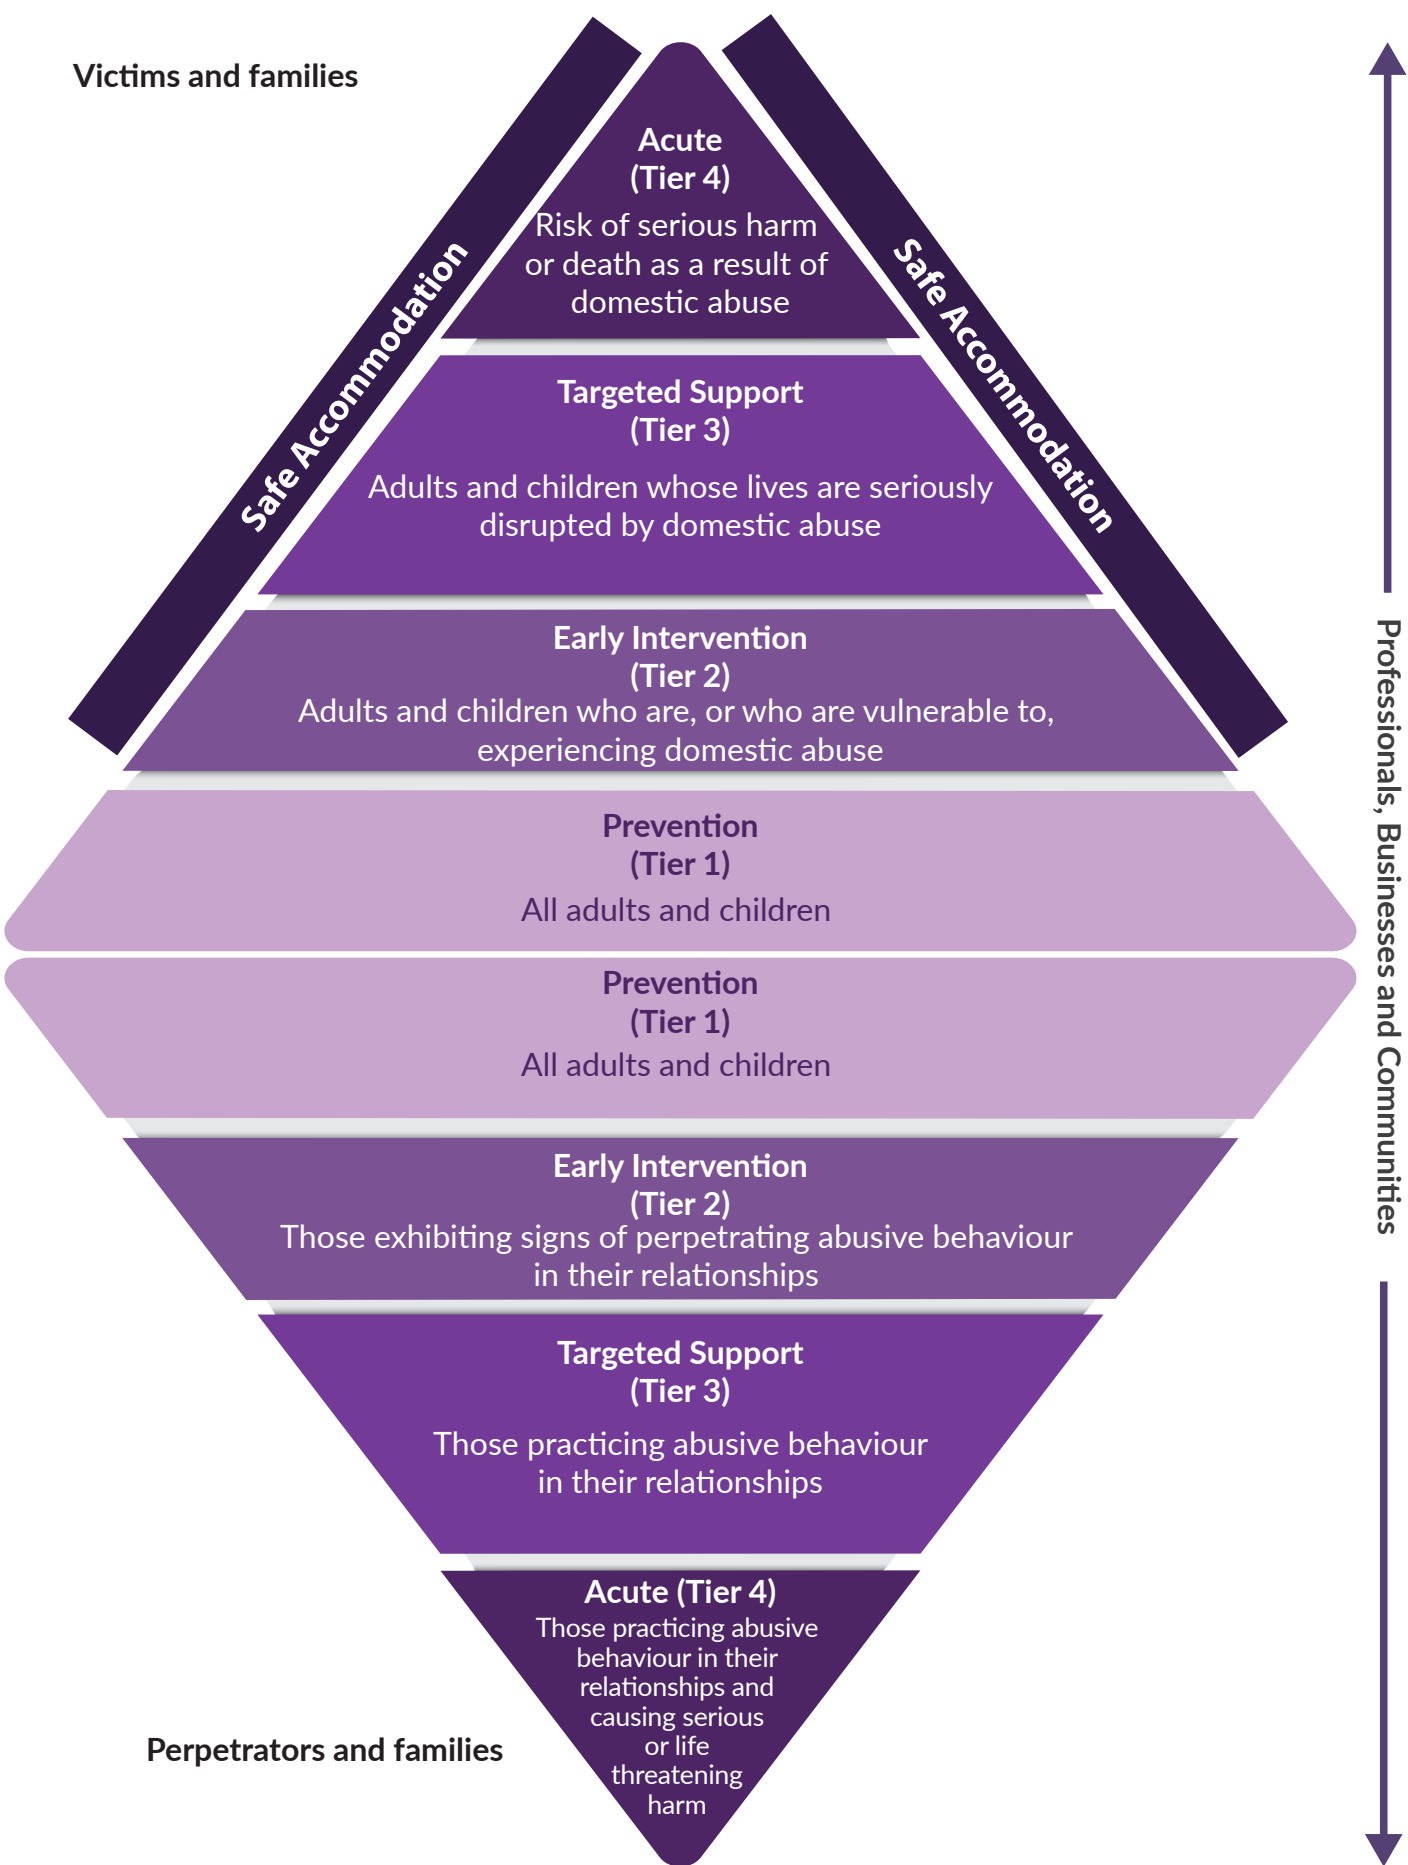 Victims and families
Safe Accommodation
Safe Accommodation
Acute
(Tier 4)
Risk of serious harm
or death as a result of
domestic abuse
Targeted Support
(Tier 3)
Adults and children whose lives are seriously
disrupted by domestic abuse
Early Intervention
(Tier 2)
Adults and children who are, or who are vulnerable to,
experiencing domestic abuse
Prevention
(Tier 1)
All adults and children
Prevention
(Tier 1)
All adults and children
Early Intervention
(Tier 2)
Those exhibiting signs of perpetrating abusive behaviour
in their relationships
Targeted Support
(Tier 3)
Those practicing abusive behaviour
in their relationships
Acute (Tier 4)
Those practicing abusive
behaviour in their
relationships and
causing serious
or life
threatening
harm
Perpetrators and families
Professionals, Businesses and Communities